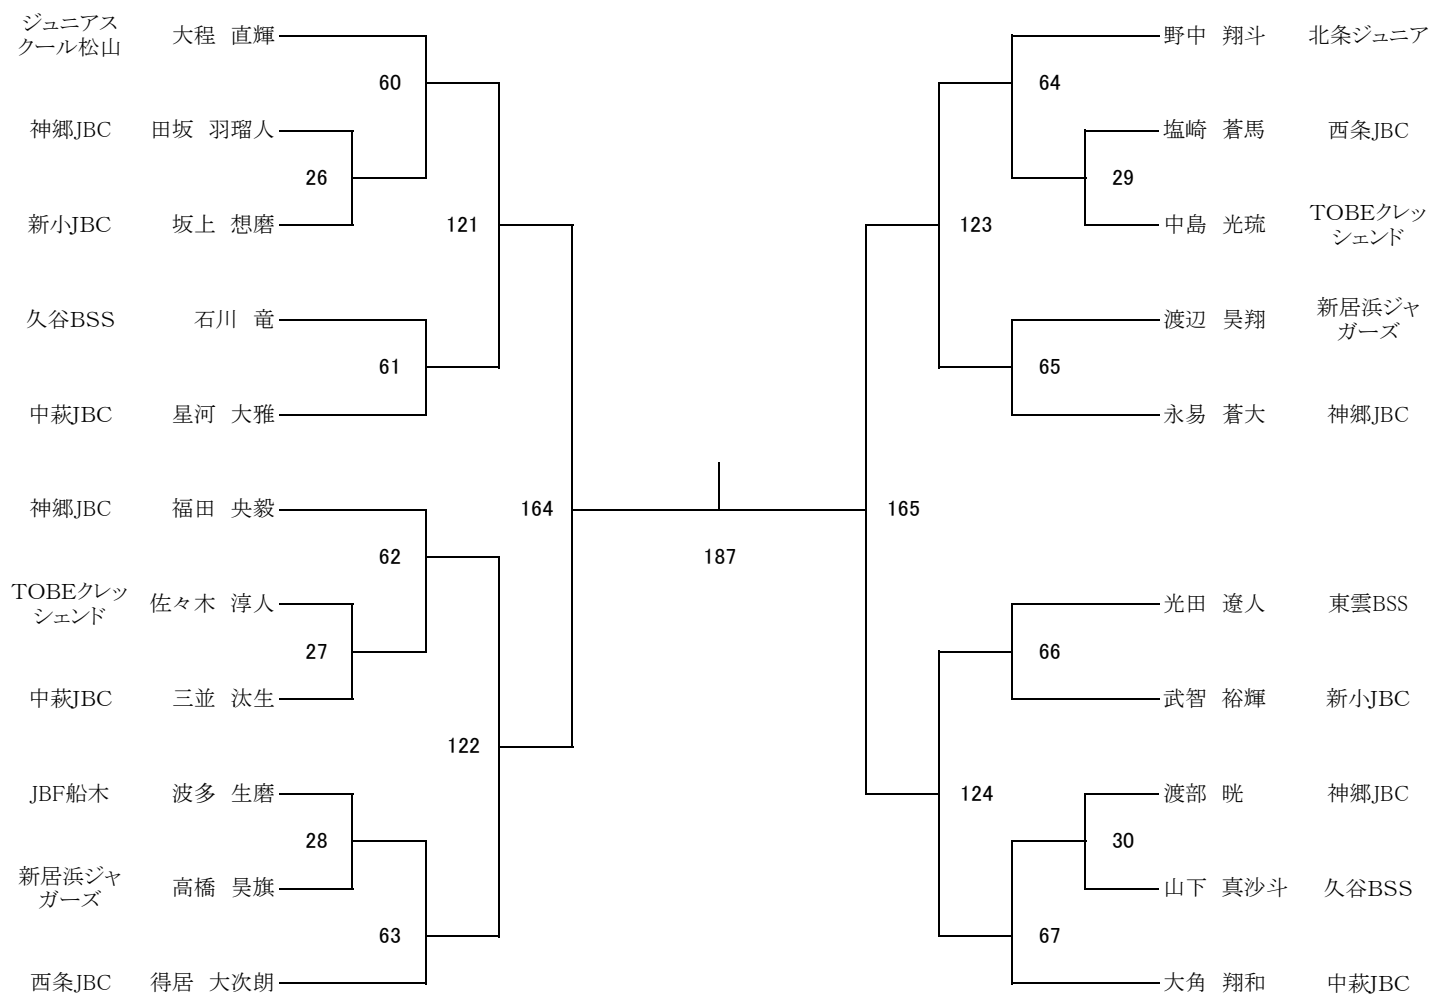 ジュニアス
クール松山
大程 直輝
60
神郷JBC 田坂 羽瑠人
26
新小JBC 坂上 想磨
121
久谷BSS 石川 竜
61
中萩JBC 星河 大雅
神郷JBC 福田 央毅
164
62
TOBEクレッ
シェンド
佐々木 淳人
27
中萩JBC 三並 汰生
122
JBF船木 波多 生磨
28
新居浜ジャ
ガーズ
高橋 昊旗
63
西条JBC 得居 大次朗
187
野中 翔斗 北条ジュニア
64
塩崎 蒼馬 西条JBC
29
中島 光琉
TOBEクレッ
シェンド
123
渡辺 昊翔
新居浜ジャ
ガーズ
65
永易 蒼大 神郷JBC
165
光田 遼人 東雲BSS
66
武智 裕輝 新小JBC
124
渡部 晄 神郷JBC
30
山下 真沙斗 久谷BSS
67
大角 翔和 中萩JBC